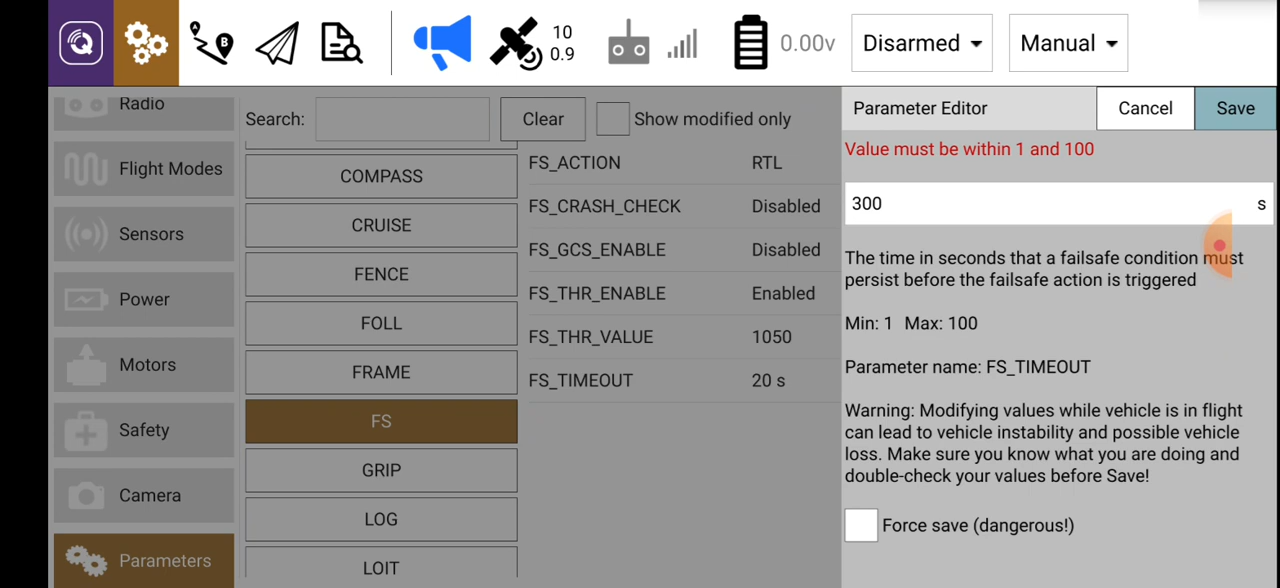 A
B
10
0.9
0.00v
Disarmed
Manual
Radio
Flight Modes
Sensors
Power
Motors
Safety
Camera
Parameters
Search:
Clear
Show modified only
COMPASS
CRUISE
FENCE
FOLL
FRAME
FS
GRIP
LOG
LOIT
FS_ACTION RTL
FS_CRASH_CHECK Disabled
FS_GCS_ENABLE Disabled
FS_THR_ENABLE Enabled
FS_THR_VALUE 1050
FS_TIMEOUT 20 s
Parameter Editor
Cancel
Save
Value must be within 1 and 100
300 s
The time in seconds that a failsafe condition must
persist before the failsafe action is triggered
Min: 1 Max: 100
Parameter name: FS_TIMEOUT
Warning: Modifying values while vehicle is in flight
can lead to vehicle instability and possible vehicle
loss. Make sure you know what you are doing and
double-check your values before Save!
Force save (dangerous!)